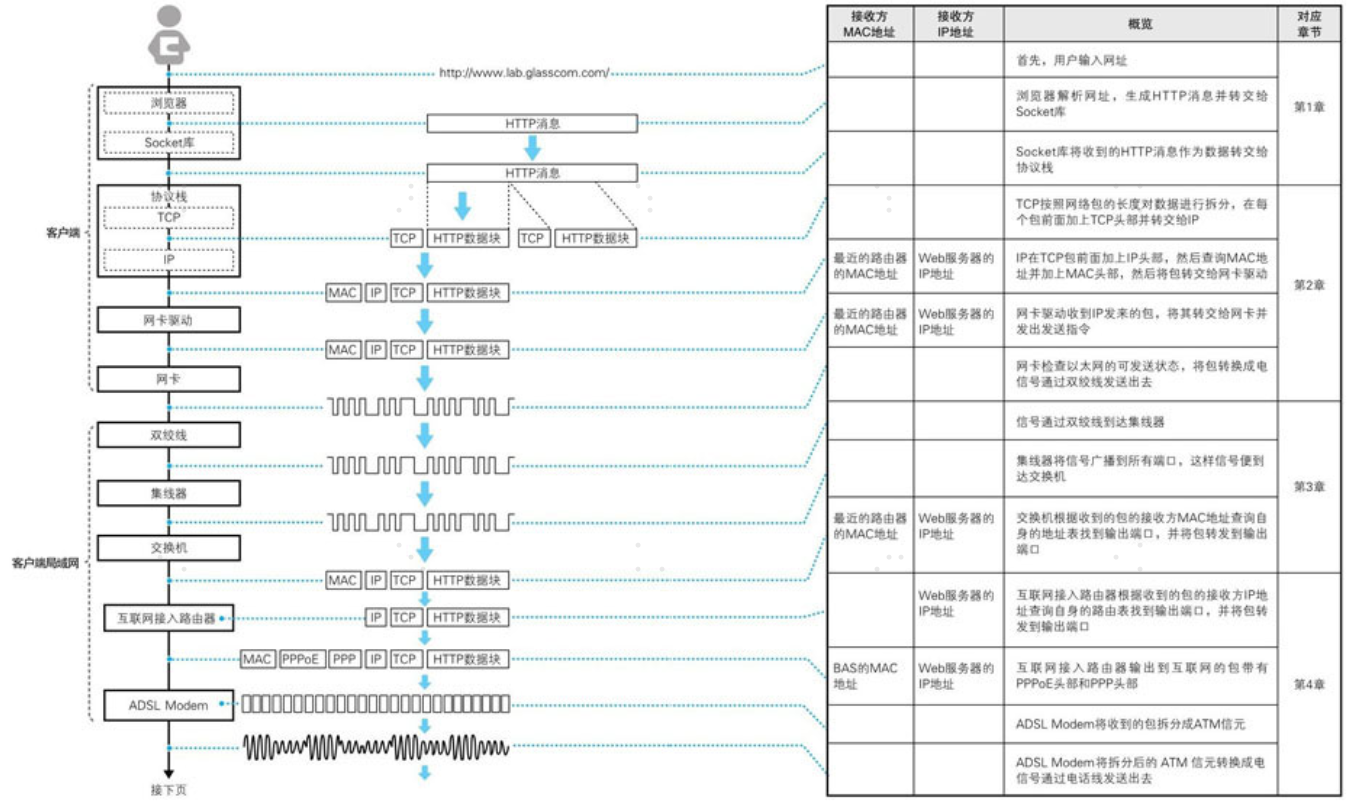 http://www.lab.glasscom.com/
客户端
浏览器
HTTP消息
Socket库
HTTP消息
协议栈
TCP
TCP HTTP数据块 TCP HTTP数据块
IP
MAC IP TCP HTTP数据块
网卡驱动
MAC IP TCP HTTP数据块
网卡
客户端局域网
双绞线
集线器
交换机
MAC IP TCP HTTP数据块
互联网接入路由器
IP TCP HTTP数据块
MAC PPPoE PPP IP TCP HTTP数据块
ADSL Modem
接下页
接收方
MAC地址
接收方
IP地址
概览
对应
章节
首先，用户输入网址
浏览器解析网址，生成HTTP消息并转交给
Socket库
第1章
Socket库将收到的HTTP消息作为数据转交给
协议栈
TCP按照网络包的长度对数据进行拆分，在每
个包前面加上TCP头部并转交给IP
最近的路由器
的MAC地址
Web服务器的
IP地址
IP在TCP包前面加上IP头部，然后查询MAC地
址并加上MAC头部，然后将包转交给网卡驱动
第2章
最近的路由器
的MAC地址
Web服务器的
IP地址
网卡驱动收到IP发来的包，将其转交给网卡并
发出发送指令
网卡检查以太网的可发送状态，将包转换成电
信号通过双绞线发送出去
信号通过双绞线到达集线器
集线器将信号广播到所有端口，这样信号便到
达交换机
第3章
最近的路由器
的MAC地址
Web服务器的
IP地址
交换机根据收到的包的接收方MAC地址查询自
身的地址表找到输出端口，并将包转发到输出
端口
Web服务器的
IP地址
互联网接入路由器根据收到的包的接收方IP地
址查询自身的路由表找到输出端口，并将包转
发到输出端口
BAS的MAC
地址
Web服务器的
IP地址
互联网接入路由器输出到互联网的包带有
PPPoE头部和PPP头部
第4章
ADSL Modem将收到的包拆分成ATM信元
ADSL Modem将拆分后的 ATM 信元转换成电
信号通过电话线发送出去